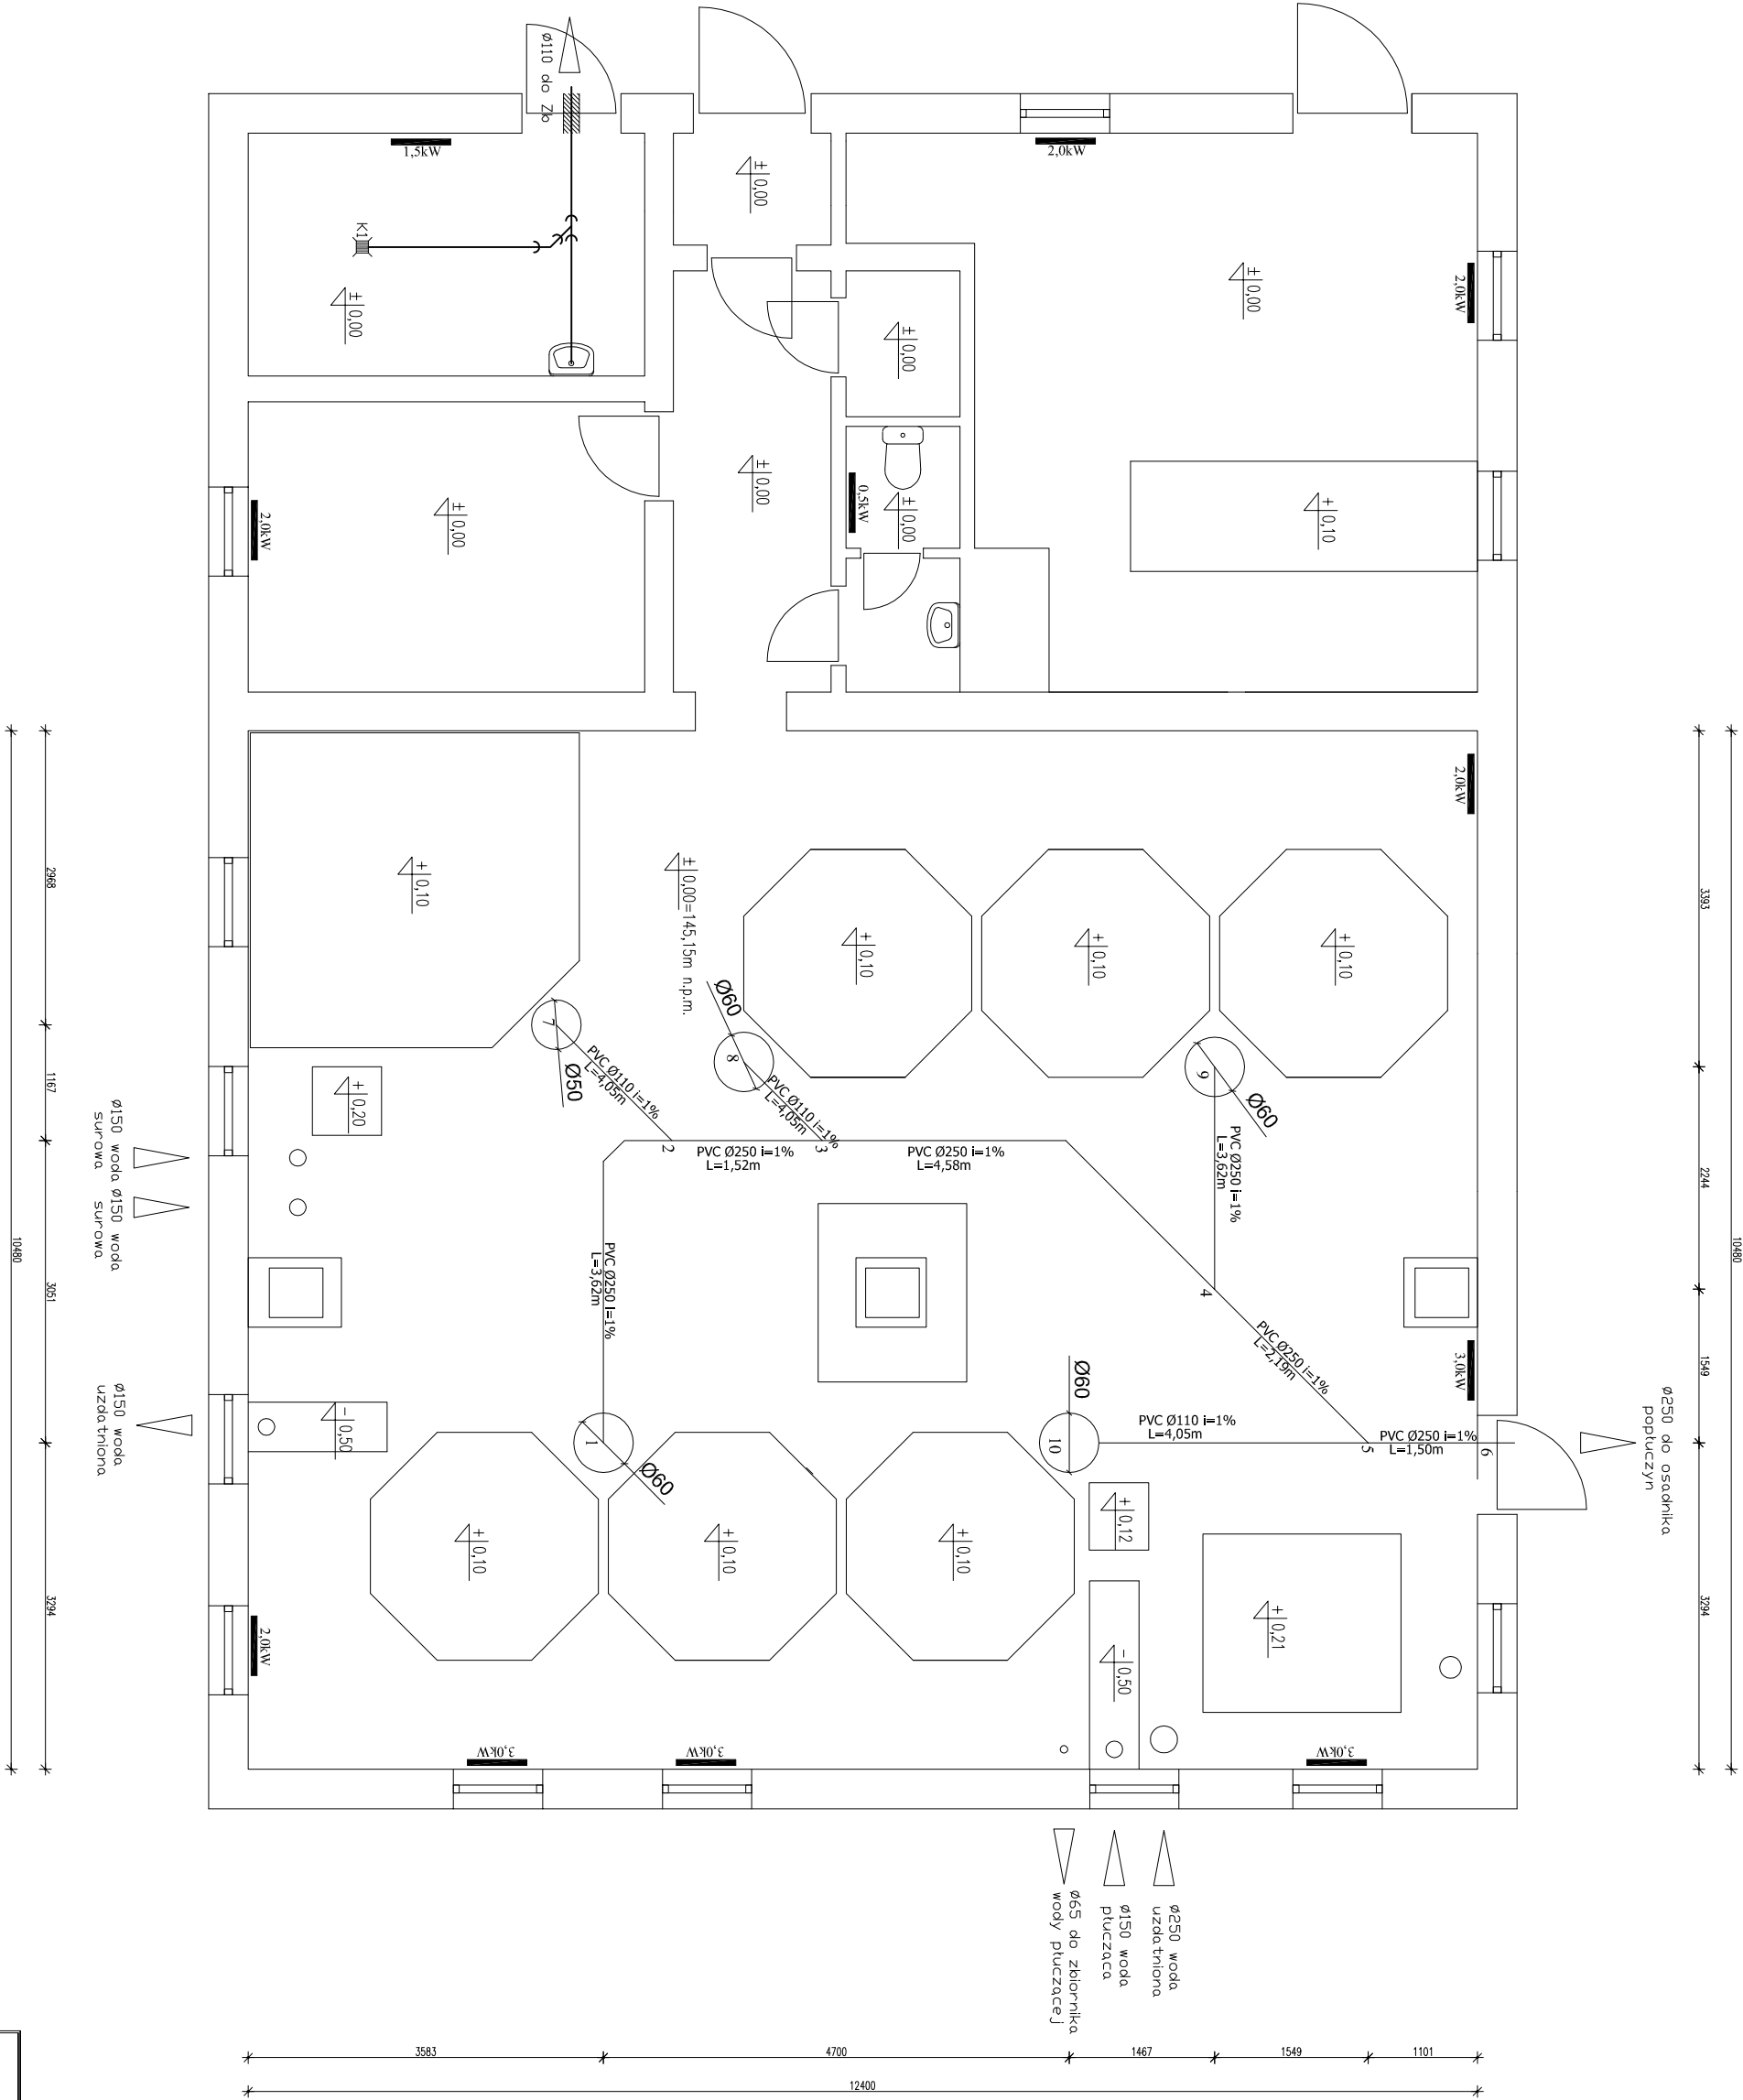 Ø110 do Zb
1,5kW
K1
± 0,00
± 0,00
2,0kW
± 0,00
2,0kW
± 0,00
± 0,00
0,5kW
± 0,00
± 0,00
+ 0,10
2,0kW
± 0,00
2,0kW
+ 0,10
± 0,00=145,15m n.p.m.
+ 0,10
+ 0,10
+ 0,10
7
Ø50
PVC Ø110 i=1%
L=4,05m
Ø60
8
PVC Ø110 i=1%
L=4,05m
9
Ø60
PVC Ø250 i=1%
L=3,62m
+ 0,20
2
PVC Ø250 i=1%
L=1,52m
3
PVC Ø250 i=1%
L=4,58m
PVC Ø250 i=1%
L=3,62m
4
PVC Ø250 i=1%
L=2,19m
3,0kW
Ø60
10
PVC Ø110 i=1%
L=4,05m
5
PVC Ø250 i=1%
L=1,50m
6
- 0,50
1
Ø60
+ 0,10
+ 0,10
+ 0,10
+ 0,12
+ 0,21
- 0,50
2,0kW
3,0kW
3,0kW
3,0kW
Ø150 woda
surowa
Ø150 woda
surowa
Ø150 woda
uzdatniona
Ø250 do osadnika
popłuczyn
Ø65 do zbiornika
wody płuczącej
Ø150 woda
płucząca
Ø250 woda
uzdatniona
2968
1167
3051
3294
10480
3393
2244
1549
3294
10480
3583
4700
1467
1549
1101
12400